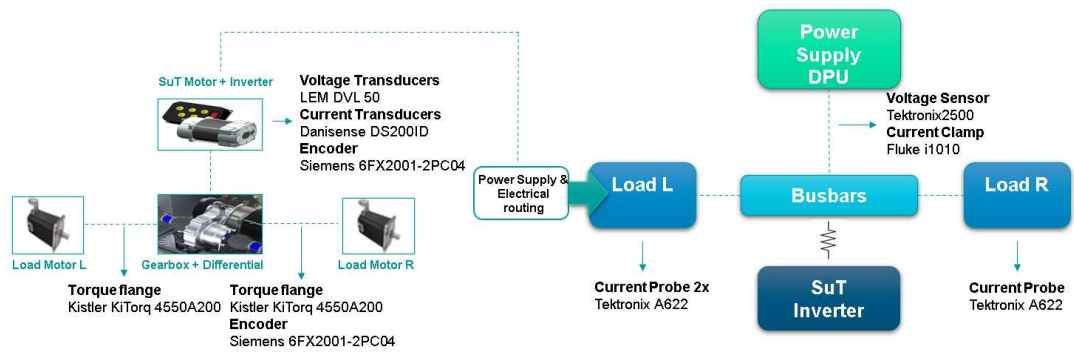 SuT Motor + Inverter
Voltage Transducers
LEM DVL 50
Current Transducers
Danisense DS200ID
Encoder
Siemens 6FX2001-2PC04
Load Motor L
Gearbox + Differential
Load Motor R
Torque flange
Kistler KiTorq 4550A200
Torque flange
Kistler KiTorq 4550A200
Encoder
Siemens 6FX2001-2PC04
Power Supply &
Electrical
routing
Load L
Current Probe 2x
Tektronix A622
Power
Supply
DPU
Voltage Sensor
Tektronix2500
Current Clamp
Fluke i1010
Busbars
SuT
Inverter
Load R
Current Probe
Tektronix A622